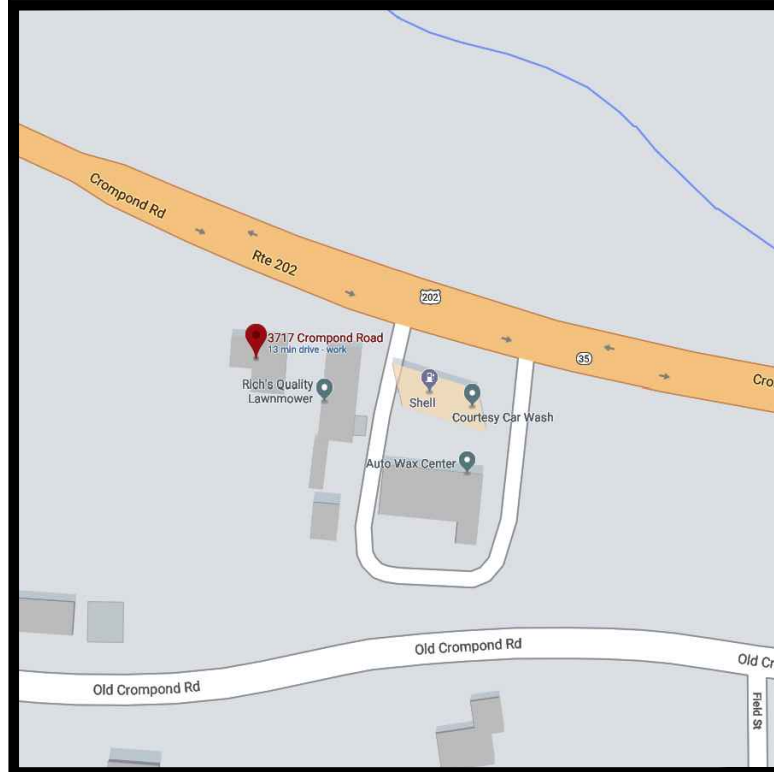 Crompond Rd
Rte 202
202
3717 Crompond Road
13 min drive - work
35
Cro
Rich's Quality
Lawnmower
Shell
Courtesy Car Wash
Auto Wax Center
Old Crompond Rd
Old Cr
Old Crompond Rd
Field St